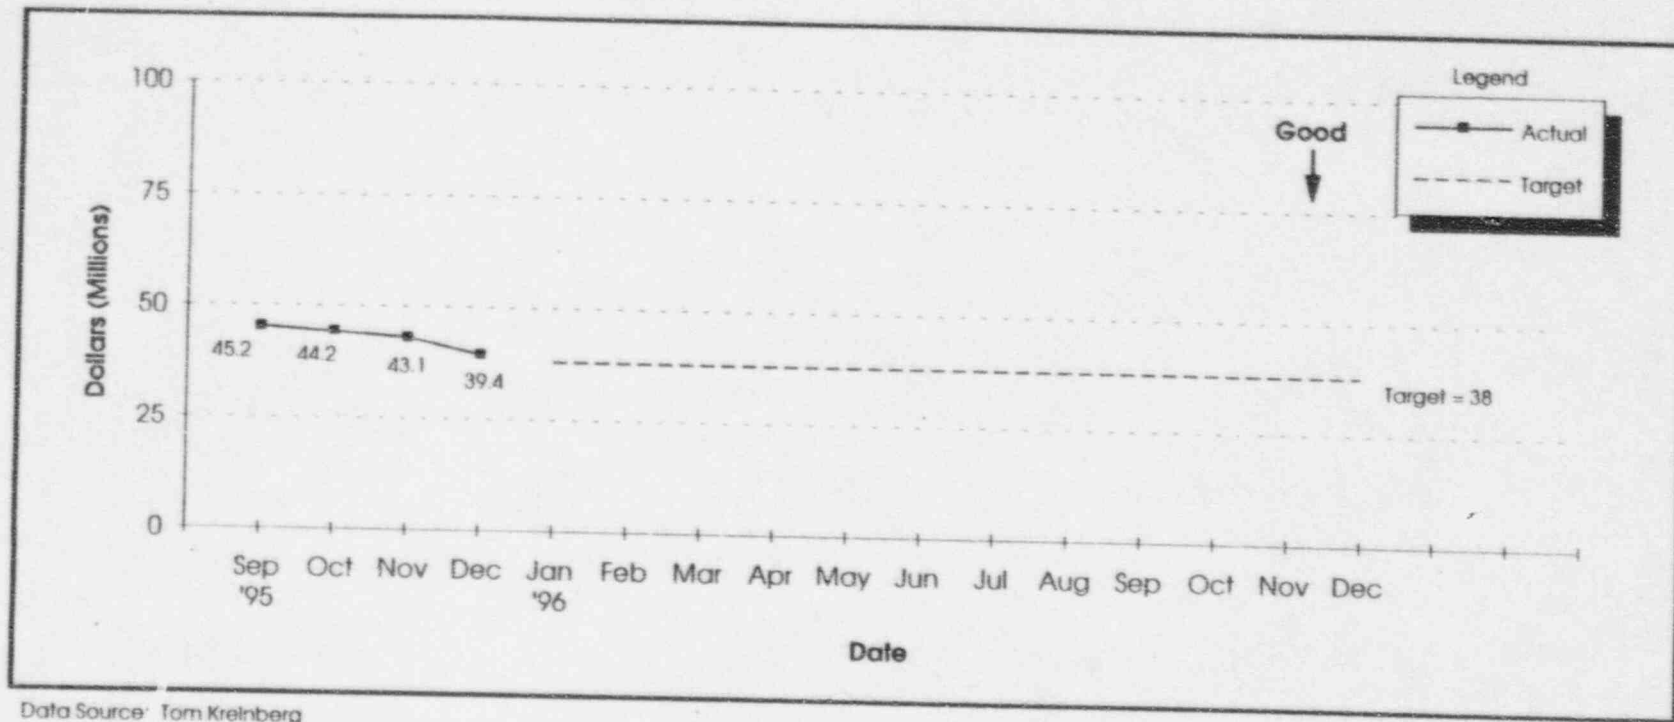 Legend
Actual
Target
Good
100
75
50
25
0
Dollars (Millions)
45.2
44.2
43.1
39.4
Target = 38
Sep Oct Nov Dec Jan Feb Mar Apr May Jun Jul Aug Sep Oct Nov Dec
'95 '96
Date
Data Source: Tom Kreinberg